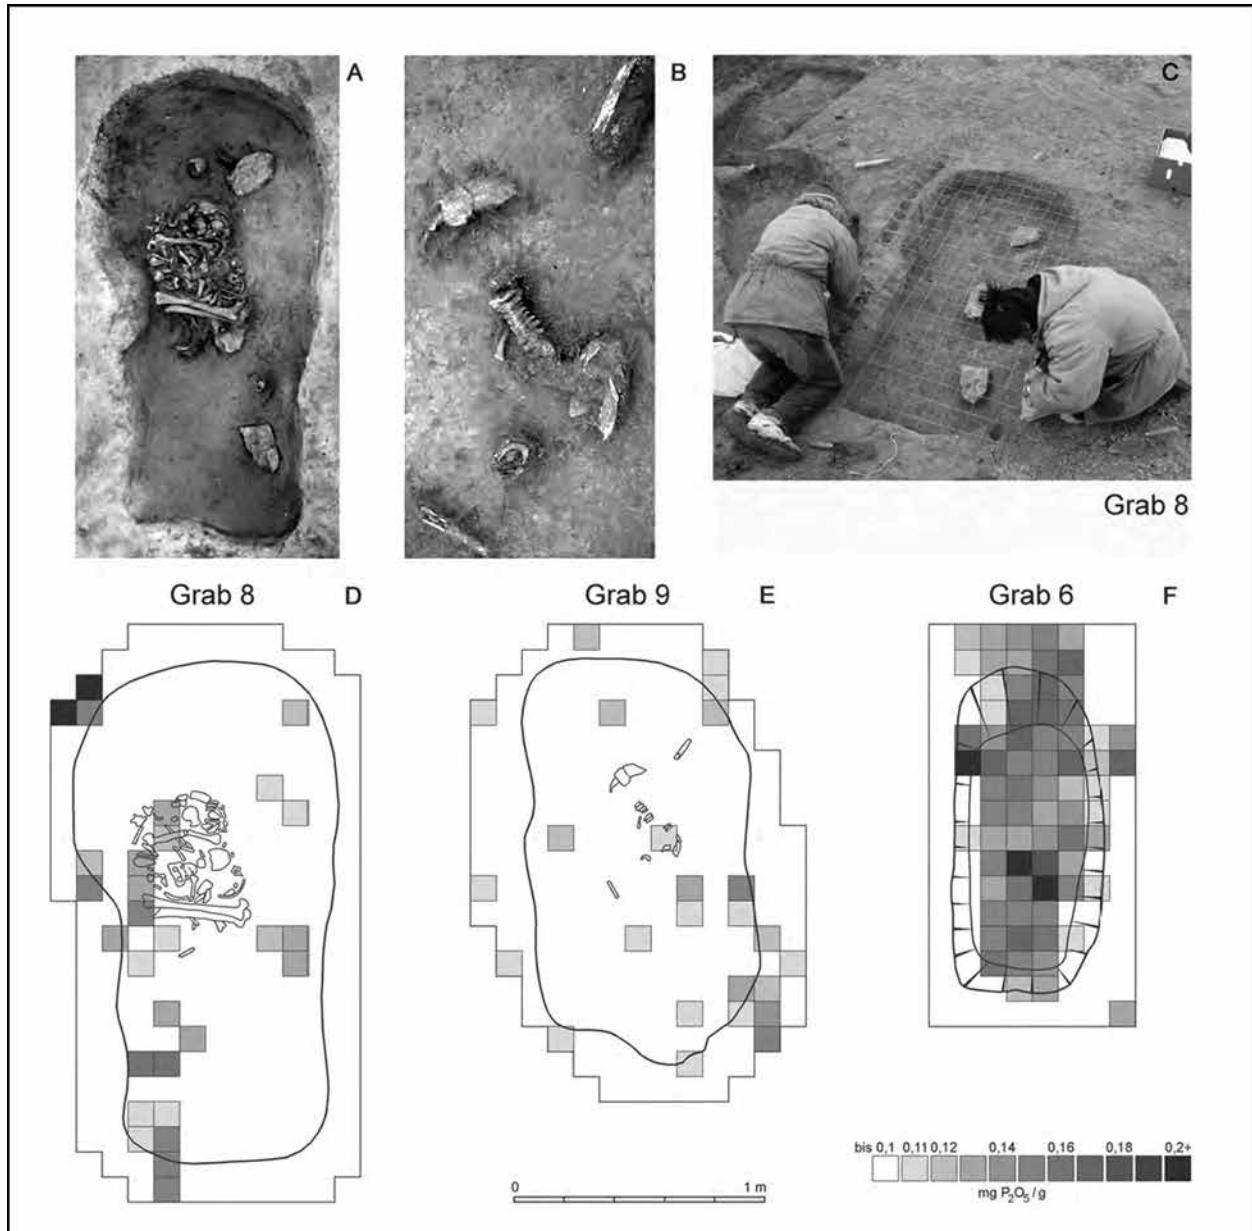 A
B
C
Grab 8
Grab 8 D
Grab 9 E
Grab 6 F
bis 0,1 0,11 0,12 0,14 0,16 0,18 0,2+
mg P₂O₅ / g
0 1 m